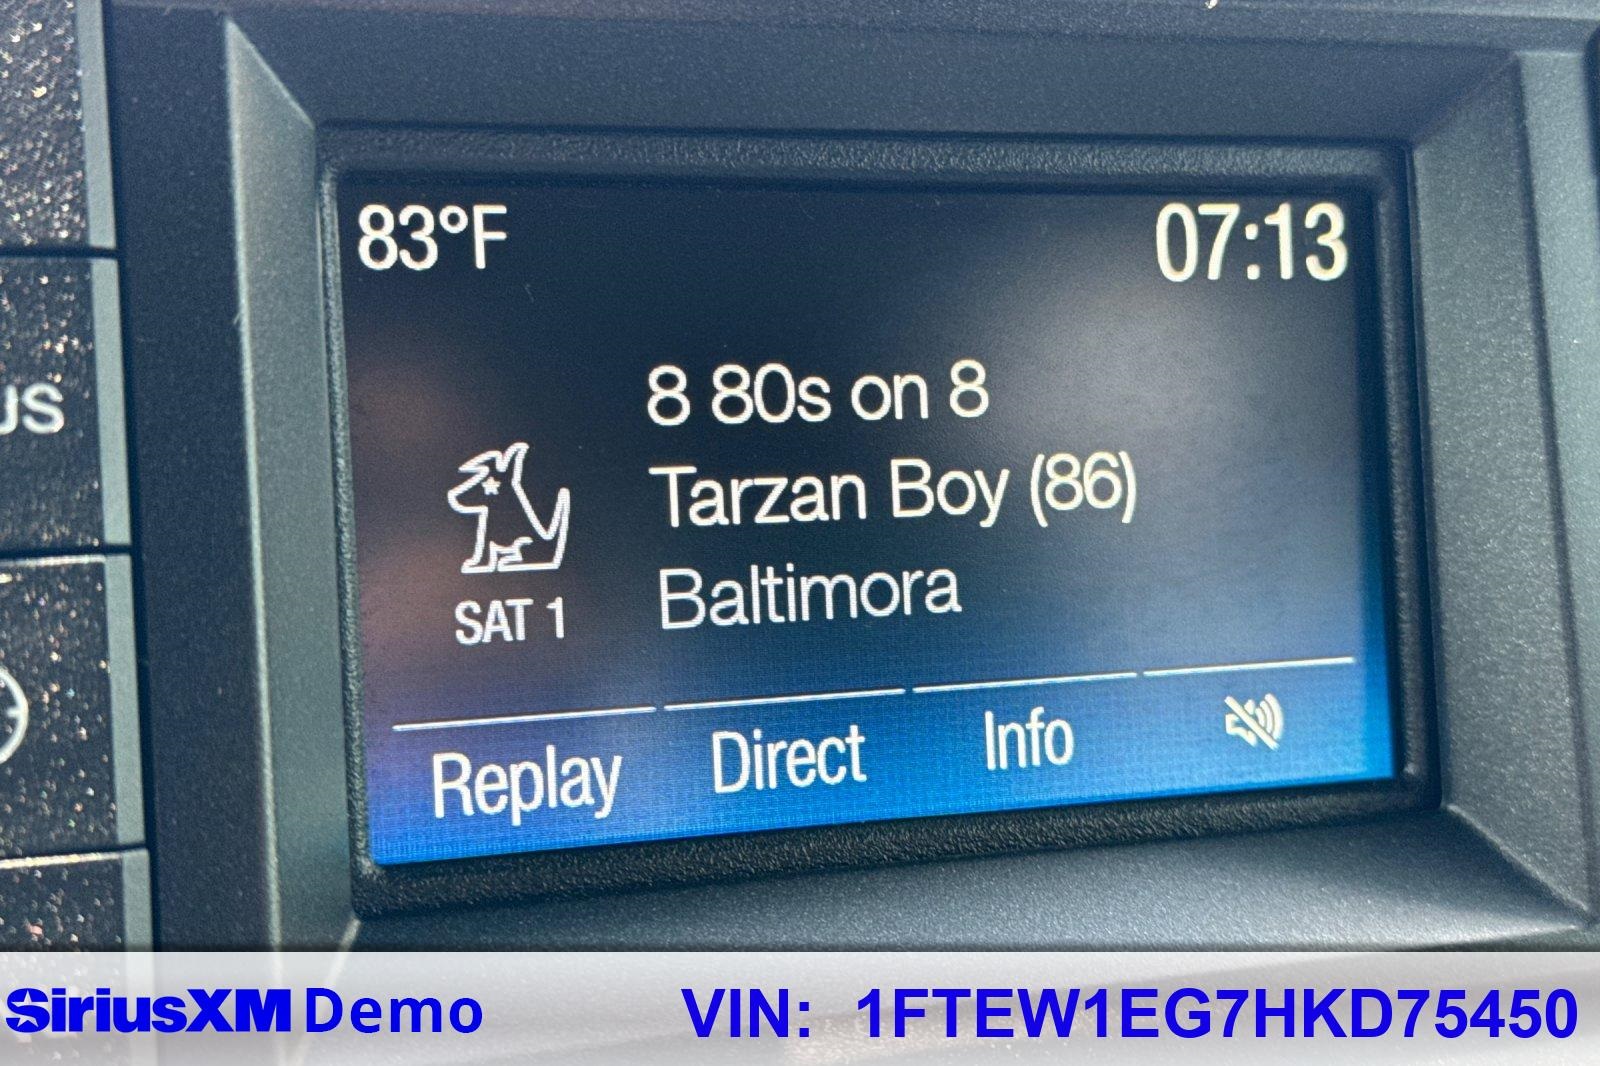 83°F
07:13
8 80s on 8
Tarzan Boy (86)
Baltimora
SAT 1
Replay Direct Info
us
SiriusXM Demo
VIN: 1FTEW1EG7HKD75450